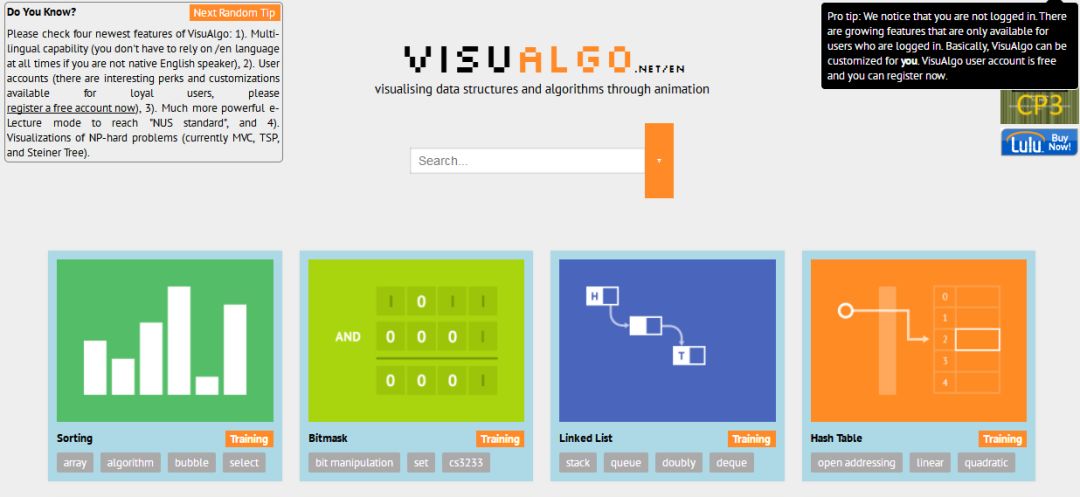 Do You Know?
Next Random Tip
Please check four newest features of VisuAlgo: 1). Multi-
lingual capability (you don't have to rely on /en language
at all times if you are not native English speaker), 2). User
accounts (there are interesting perks and customizations
available for loyal users, please
register a free account now), 3). Much more powerful e-
Lecture mode to reach "NUS standard", and 4).
Visualizations of NP-hard problems (currently MVC, TSP,
and Steiner Tree).
VISUALGO.NET/EN
visualising data structures and algorithms through animation
Search...
Pro tip: We notice that you are not logged in. There
are growing features that are only available for
users who are logged in. Basically, VisuAlgo can be
customized for you. VisuAlgo user account is free
and you can register now.
CP3
Lulu Buy
Now!
Sorting
Training
array algorithm bubble select
AND
I 0 I I
0 0 0 I
0 0 0 I
Bitmask
Training
bit manipulation set cs3233
H
T
Linked List
Training
stack queue doubly deque
0
1
2
3
4
Hash Table
Training
open addressing linear quadratic